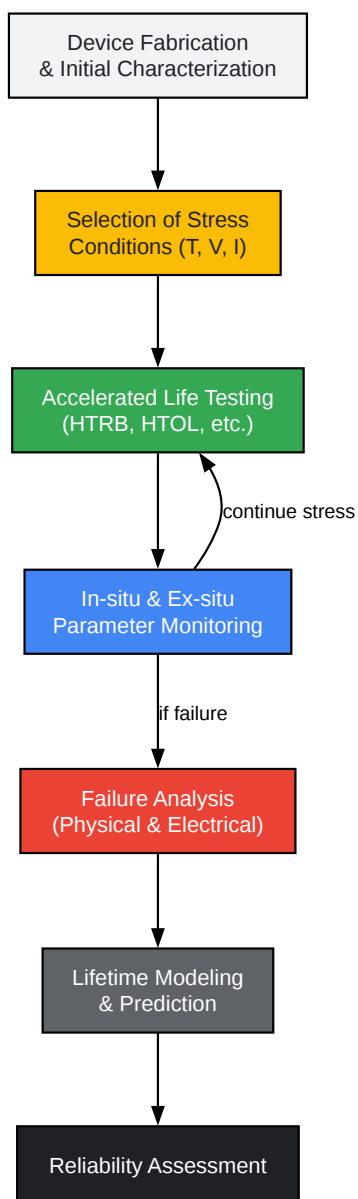 Device Fabrication
& Initial Characterization
Selection of Stress
Conditions (T, V, I)
Accelerated Life Testing
(HTRB, HTOL, etc.)
continue stress
In-situ & Ex-situ
Parameter Monitoring
if failure
Failure Analysis
(Physical & Electrical)
Lifetime Modeling
& Prediction
Reliability Assessment